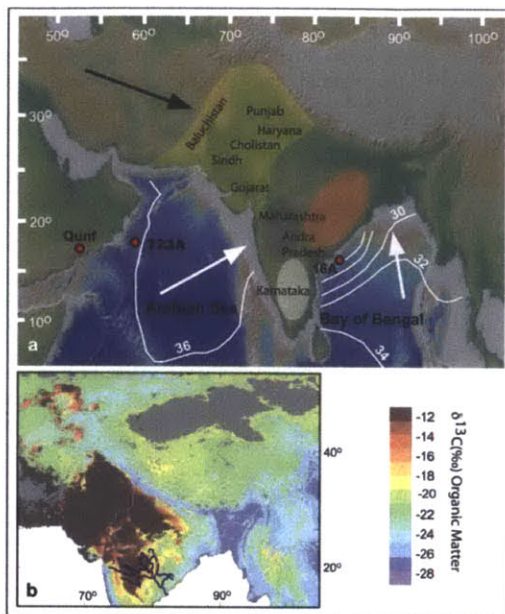 50° 60° 70° 80° 90° 100°
30°
20°
10°
Baluchistan
Punjab
Haryana
Cholistan
Sindh
Gujarat
Maharashtra
Andra
Pradesh
Karnataka
Qunf
723A
16A
Arabian Sea
Bay of Bengal
30
32
34
36
a
b
40°
20°
70° 90°
-12
-14
-16
-18
-20
-22
-24
-26
-28
δ13C(‰) Organic Matter